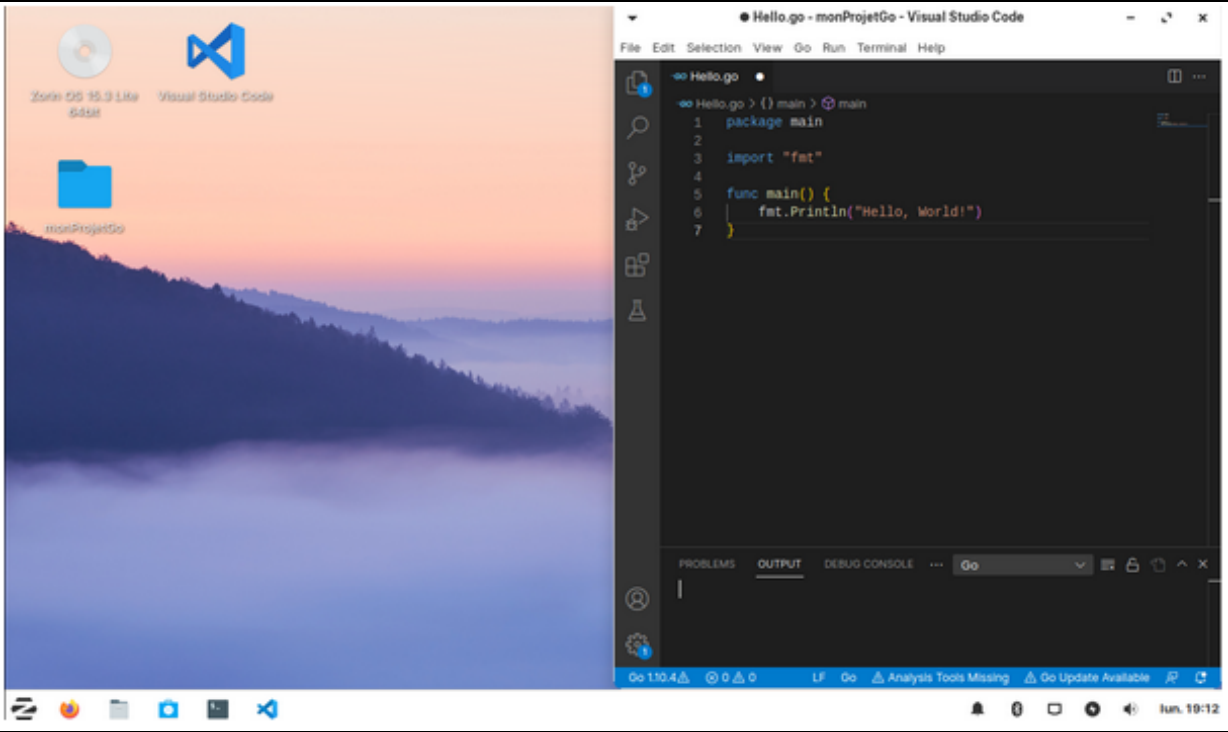 Zorin OS 15.3 Lite
64bit
Visual Studio Code
monProjetGo
Hello.go - monProjetGo - Visual Studio Code
File Edit Selection View Go Run Terminal Help
1
Hello.go
Hello.go > {} main > main
1 package main
2
3 import "fmt"
4
5 func main() {
6 fmt.Println("Hello, World!")
7 }
PROBLEMS OUTPUT DEBUG CONSOLE ... Go
1
Go 1.10.4 0 0 LF Go Analysis Tools Missing Go Update Available
lun. 19:12